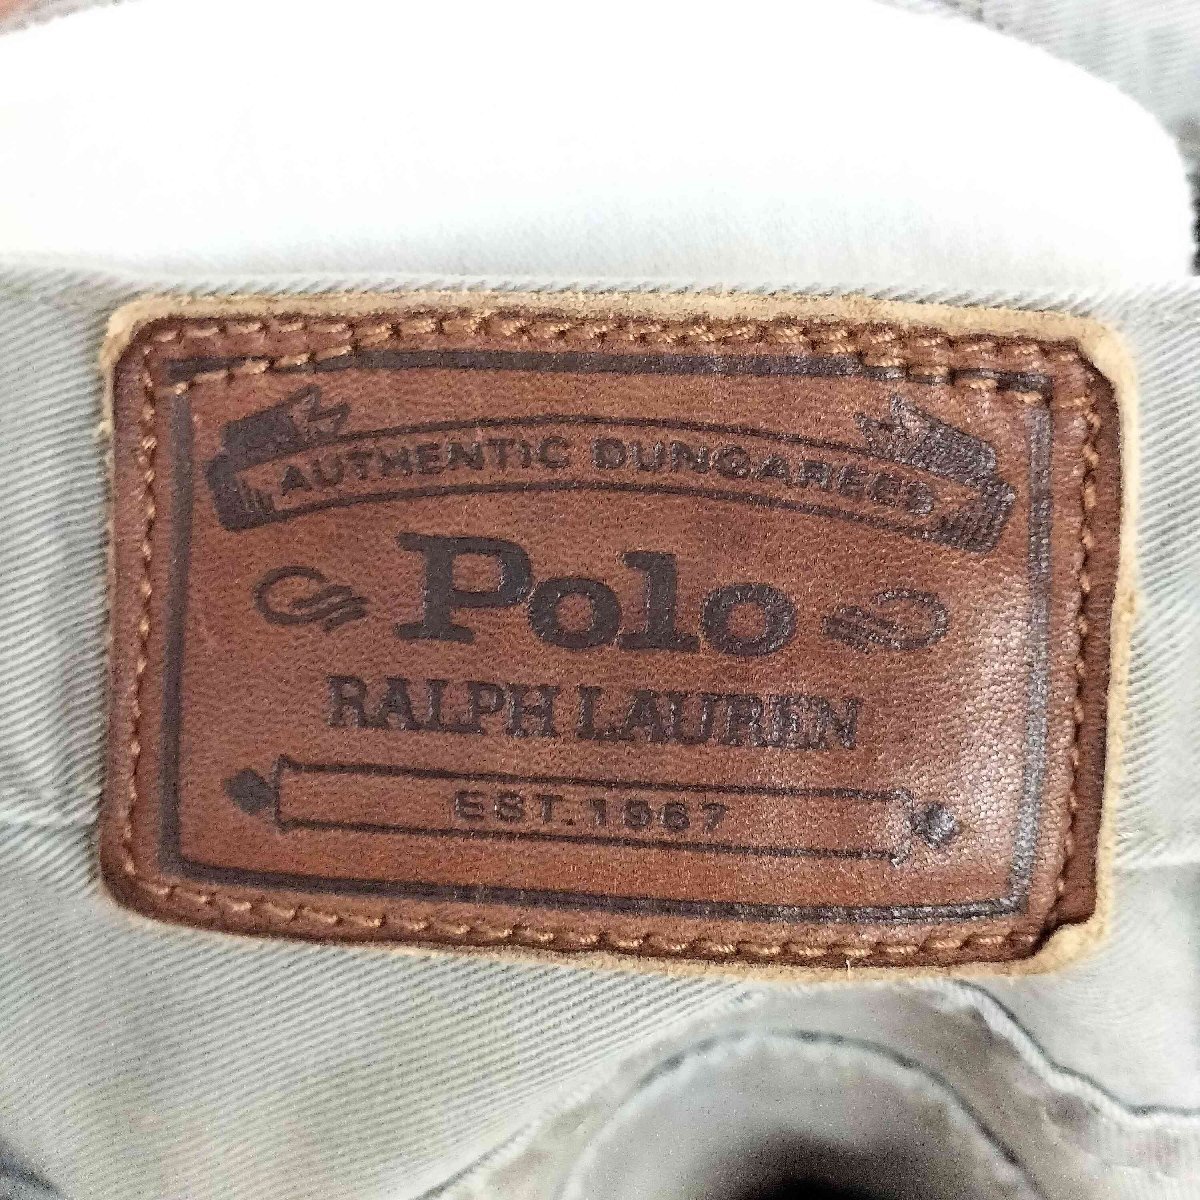 AUTHENTIC DUNGAREES
Polo
RALPH LAUREN
EST. 1967